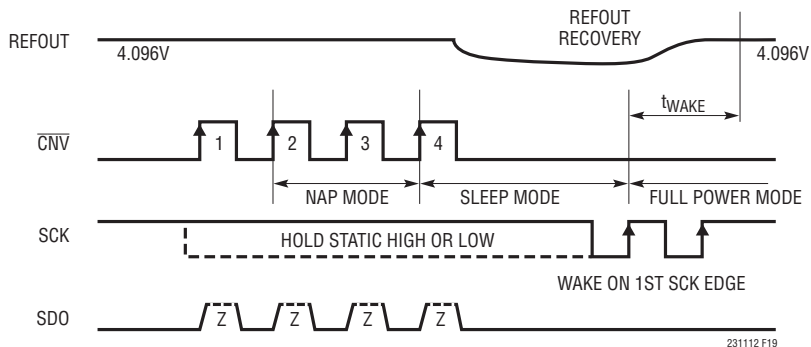 REFOUT
RECOVERY
REFOUT
4.096V
4.096V
tWAKE
CNV
1
2
3
4
NAP MODE
SLEEP MODE
FULL POWER MODE
SCK
HOLD STATIC HIGH OR LOW
WAKE ON 1ST SCK EDGE
SDO
Z
Z
Z
Z
231112 F19